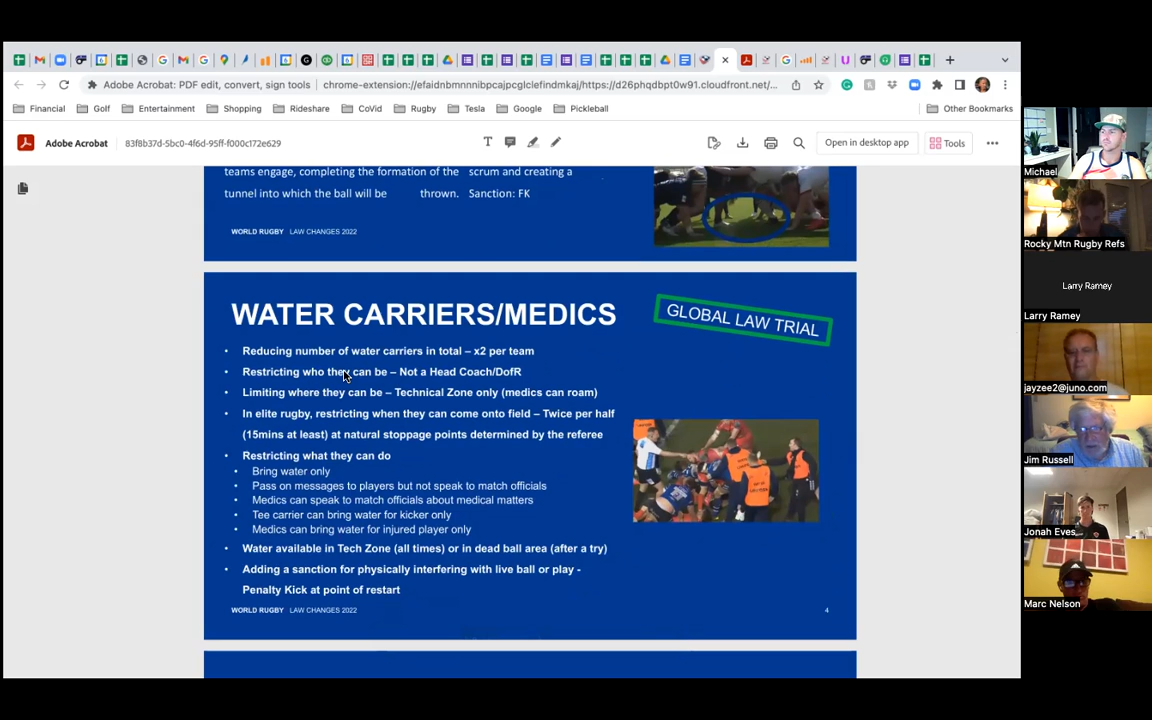 Adobe Acrobat: PDF edit, convert, sign tools | chrome-extension://efaidnbmnnnibpcajpcglclefindmkaj/https://d26phqdbpt0w91.cloudfront.net/...
Financial Golf Entertainment Shopping Rideshare CoVid Rugby Tesla Google Pickleball Other Bookmarks
Adobe Acrobat 83f8b37d-5bc0-4f6d-95ff-f000c172e629 Open in desktop app Tools
teams engage, completing the formation of the scrum and creating a
tunnel into which the ball will be thrown. Sanction: FK
WORLD RUGBY LAW CHANGES 2022
WATER CARRIERS/MEDICS
GLOBAL LAW TRIAL
• Reducing number of water carriers in total – x2 per team
• Restricting who they can be – Not a Head Coach/DofR
• Limiting where they can be – Technical Zone only (medics can roam)
• In elite rugby, restricting when they can come onto field – Twice per half
(15mins at least) at natural stoppage points determined by the referee
• Restricting what they can do
• Bring water only
• Pass on messages to players but not speak to match officials
• Medics can speak to match officials about medical matters
• Tee carrier can bring water for kicker only
• Medics can bring water for injured player only
• Water available in Tech Zone (all times) or in dead ball area (after a try)
• Adding a sanction for physically interfering with live ball or play -
Penalty Kick at point of restart
WORLD RUGBY LAW CHANGES 2022
4
Michael
Rocky Mtn Rugby Refs
Larry Ramey
Larry Ramey
jayzee2@juno.com
Jim Russell
Jonah Eves
Marc Nelson